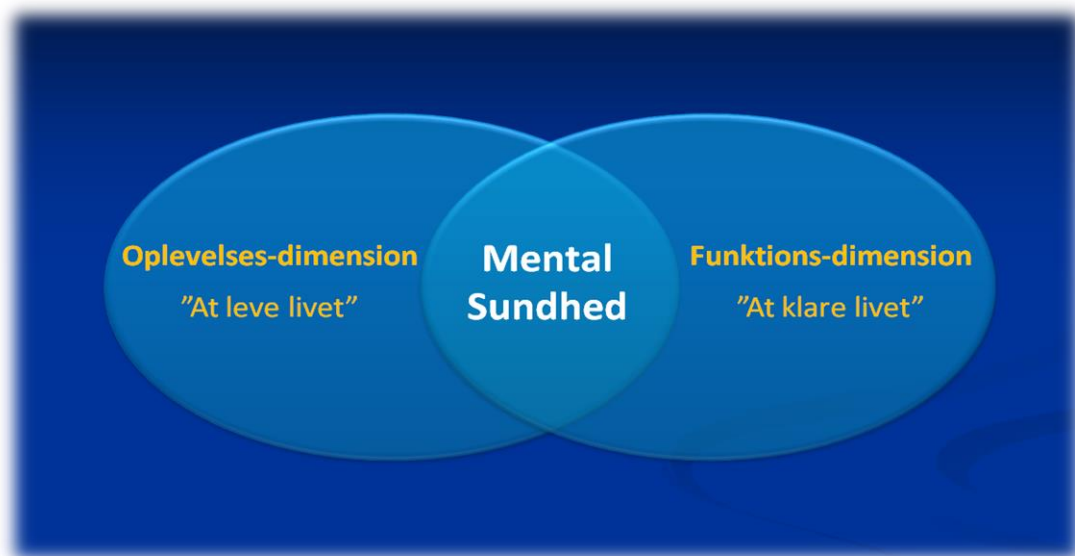 Oplevelses-dimension
”At leve livet”
Mental
Sundhed
Funktions-dimension
”At klare livet”